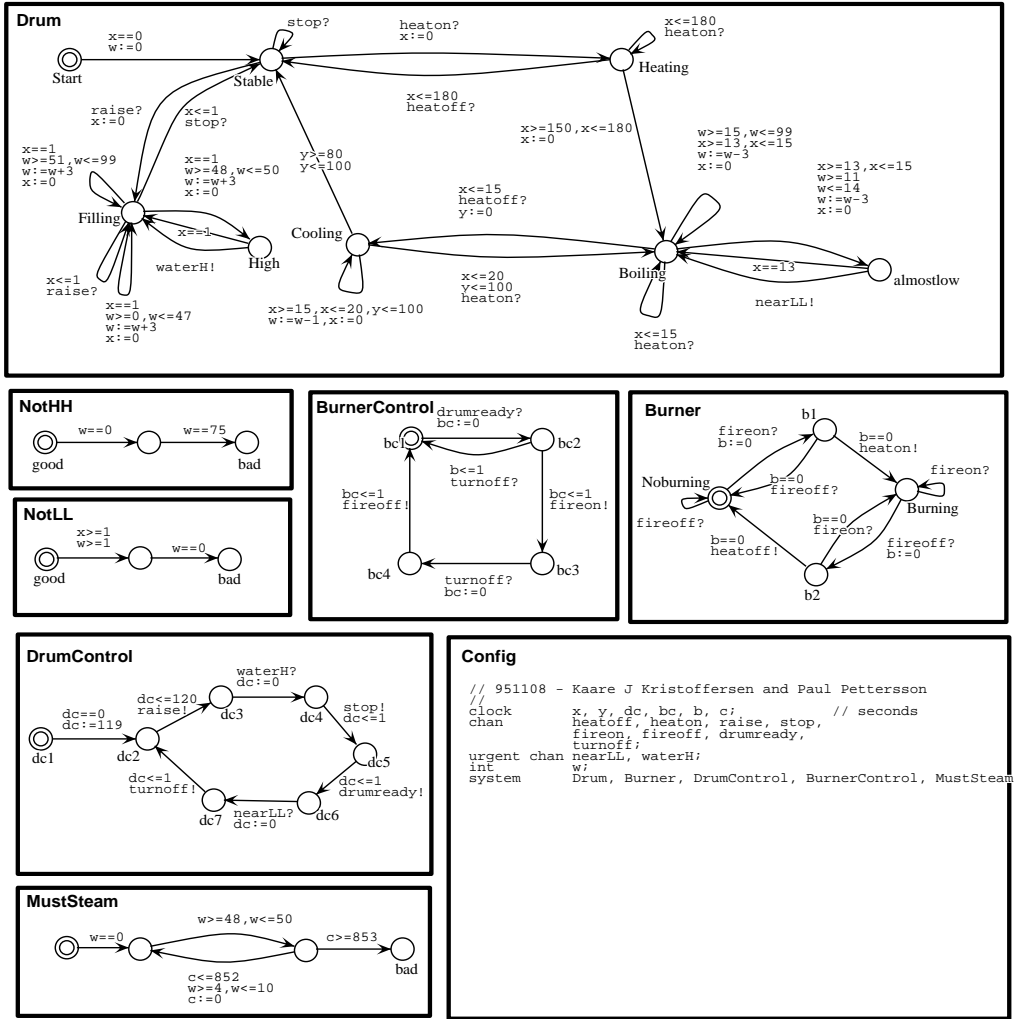 Drum
x==0
w:=0
Start
stop?
Stable
heaton?
x:=0
x<=180
heaton?
Heating
x<=180
heatoff?
raise?
x:=0
x<=1
stop?
x==1
w>=51,w<=99
w:=w+3
x:=0
x==1
w>=48,w<=50
w:=w+3
x:=0
Filling
x==1
waterH!
High
x<=1
raise?
x==1
w>=0,w<=47
w:=w+3
x:=0
y>=80
y<=100
Cooling
x>=15,x<=20,y<=100
w:=w-1,x:=0
x<=15
heatoff?
y:=0
x<=20
y<=100
heaton?
x>=150,x<=180
x:=0
w>=15,w<=99
x>=13,x<=15
w:=w-3
x:=0
Boiling
x<=15
heaton?
x>=13,x<=15
w>=11
w<=14
w:=w-3
x:=0
x==13
nearLL!
almostlow
NotHH
w==0
w==75
good
bad
NotLL
x>=1
w>=1
w==0
good
bad
BurnerControl
drumready?
bc:=0
bc1
bc2
b<=1
turnoff?
bc<=1
fireoff!
bc<=1
fireon!
bc4
bc3
turnoff?
bc:=0
Burner
b1
fireon?
b:=0
b==0
heaton!
Noburning
b==0
fireoff?
fireon?
Burning
fireoff?
b==0
heatoff!
b==0
fireon?
fireoff?
b:=0
b2
DrumControl
dc==0
dc:=119
dc1
dc2
dc<=120
raise!
dc3
waterH?
dc:=0
dc4
stop!
dc<=1
dc5
dc<=1
drumready!
dc6
nearLL?
dc:=0
dc7
dc<=1
turnoff!
MustSteam
w==0
w>=48,w<=50
c>=853
bad
c<=852
w>=4,w<=10
c:=0
Config
// 951108 - Kaare J Kristoffersen and Paul Pettersson
//
clock x, y, dc, bc, b, c; // seconds
chan heatoff, heaton, raise, stop,
fireon, fireoff, drumready,
turnoff;
urgent chan nearLL, waterH;
int w;
system Drum, Burner, DrumControl, BurnerControl, MustSteam